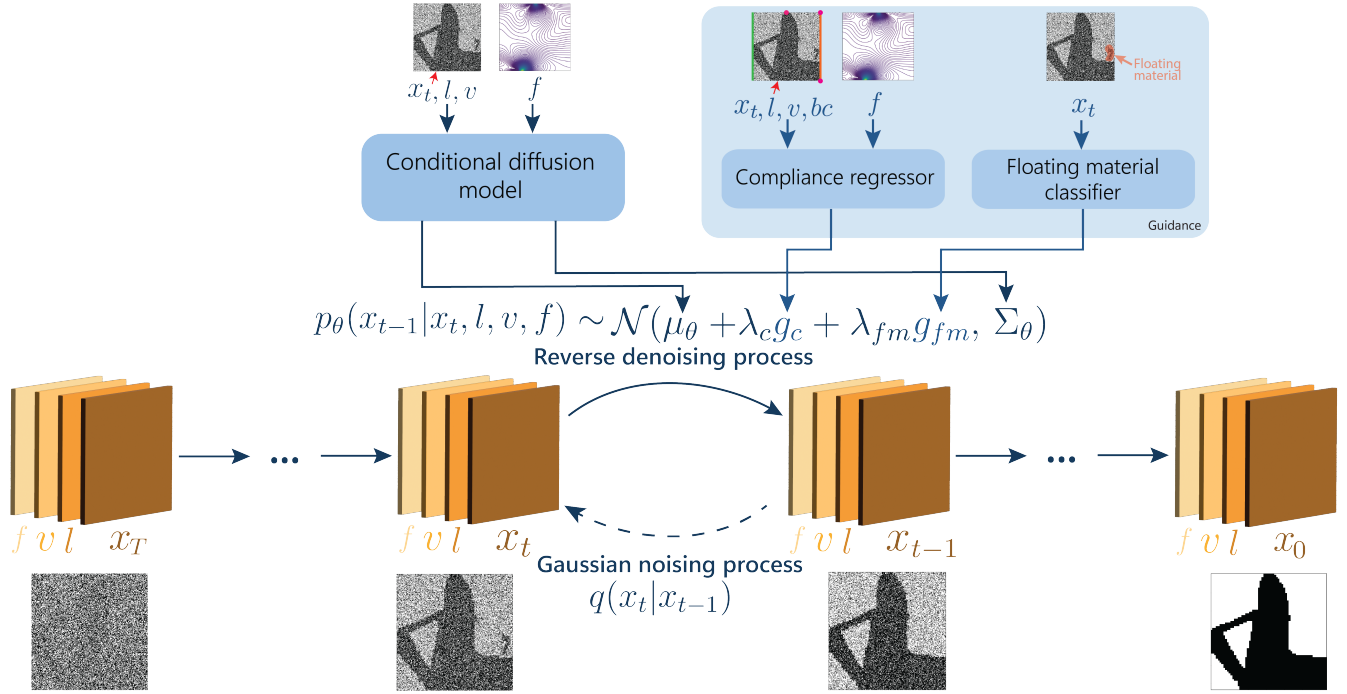 x_t, l, v
f
x_t, l, v, bc
f
x_t
Floating
material
Conditional diffusion
model
Compliance regressor
Floating material
classifier
Guidance
p_θ(x_{t−1}|x_t, l, v, f) ∼ 𝒩(μ_θ +λ_c g_c + λ_{fm} g_{fm}, Σ_θ)
Reverse denoising process
...
...
f v l x_T
f v l x_t
f v l x_{t−1}
f v l x_0
Gaussian noising process
q(x_t|x_{t−1})